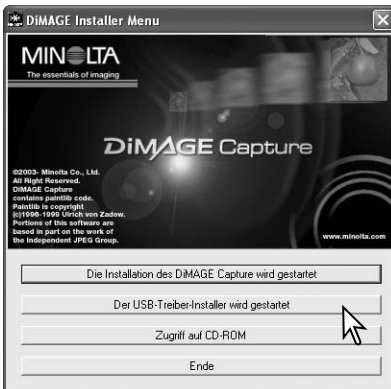 DiMAGE Installer Menu
MINOLTA
The essentials of imaging
DiMAGE Capture
©2003- Minolta Co., Ltd.
All Right Reserved.
DiMAGE Capture
contains paintlib code.
Paintlib is copyright
(c)1996-1999 Ulrich von Zadow.
Portions of this software are
based in part on the work of
the Independent JPEG Group.
www.minolta.com
Die Installation des DiMAGE Capture wird gestartet
Der USB-Treiber-Installer wird gestartet
Zugriff auf CD-ROM
Ende